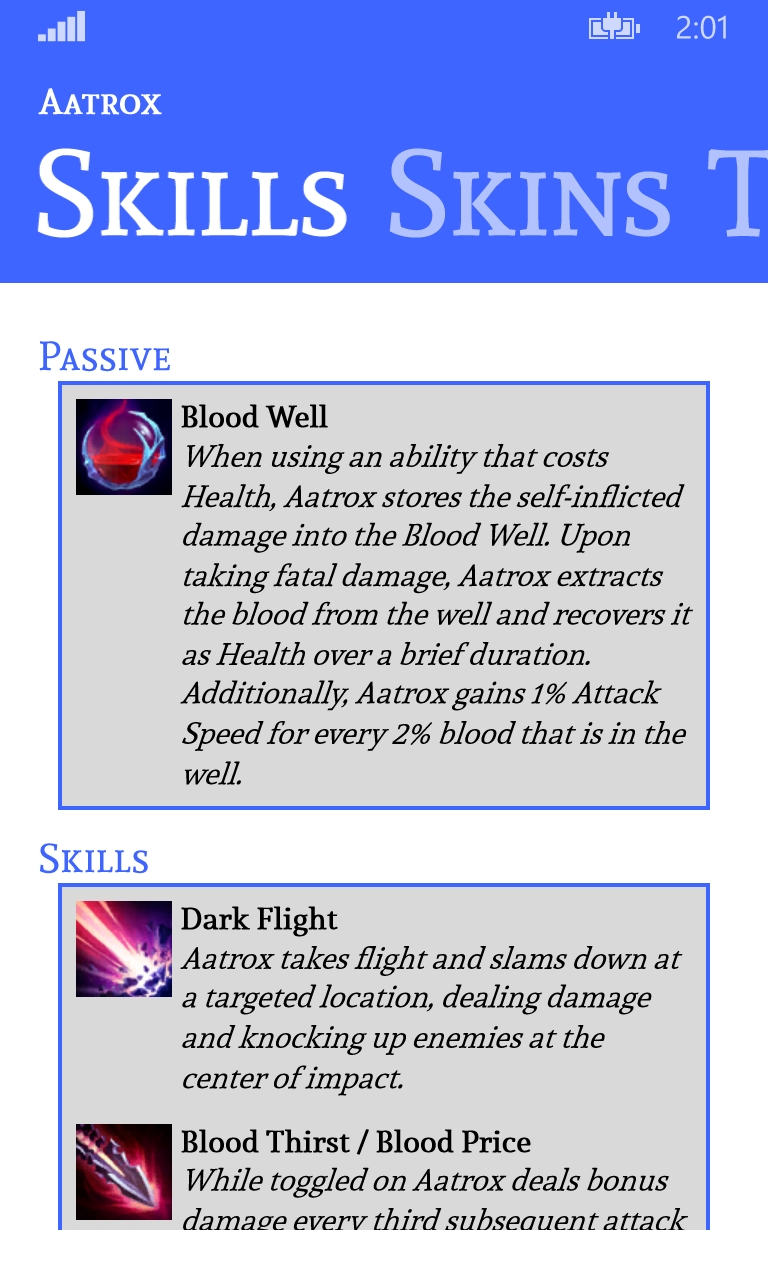 2:01
Aatrox
Skills Skins T
Passive
Blood Well
When using an ability that costs
Health, Aatrox stores the self-inflicted
damage into the Blood Well. Upon
taking fatal damage, Aatrox extracts
the blood from the well and recovers it
as Health over a brief duration.
Additionally, Aatrox gains 1% Attack
Speed for every 2% blood that is in the
well.
Skills
Dark Flight
Aatrox takes flight and slams down at
a targeted location, dealing damage
and knocking up enemies at the
center of impact.
Blood Thirst / Blood Price
While toggled on Aatrox deals bonus
damage every third subsequent attack